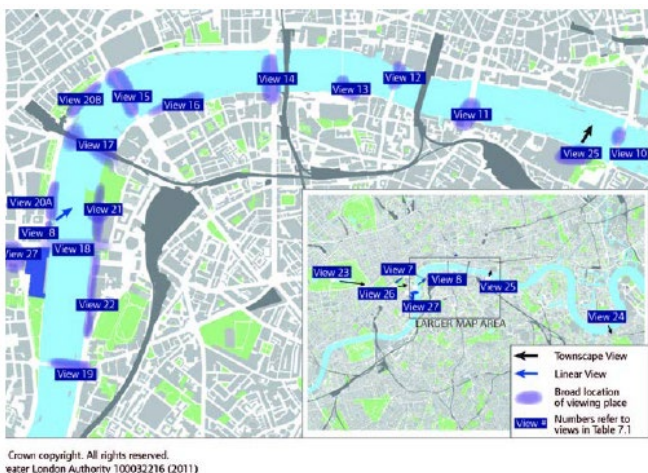 View 14
View 12
View 20B
View 15
View 16
View 13
View 11
View 17
View 25
View 10
View 20A
View 21
View 8
View 27
View 18
View 22
View 19
View 23
View 7
View 8
View 26
View 25
View 27
LARGER MAP AREA
View 24
Townscape View
Linear View
Broad location
of viewing place
View #
Numbers refer to
views in Table 7.1
Crown copyright. All rights reserved.
eater London Authority 100032216 (2011)